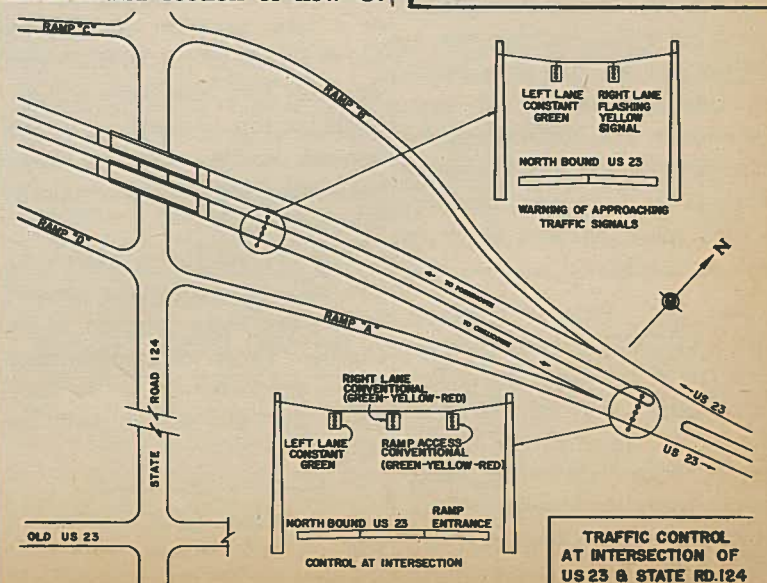 RAMP "C"
RAMP "B"
LEFT LANE
CONSTANT
GREEN
RIGHT LANE
FLASHING
YELLOW
SIGNAL
NORTH BOUND US 23
WARNING OF APPROACHING
TRAFFIC SIGNALS
RAMP "D"
N
TO PORTSMOUTH
TO CHILLICOTHE
RAMP "A"
STATE ROAD 124
US 23
US 23
RIGHT LANE
CONVENTIONAL
(GREEN-YELLOW-RED)
LEFT LANE
CONSTANT
GREEN
RAMP ACCESS
CONVENTIONAL
(GREEN-YELLOW-RED)
NORTH BOUND US 23
RAMP
ENTRANCE
CONTROL AT INTERSECTION
OLD US 23
TRAFFIC CONTROL
AT INTERSECTION OF
US 23 & STATE RD.124